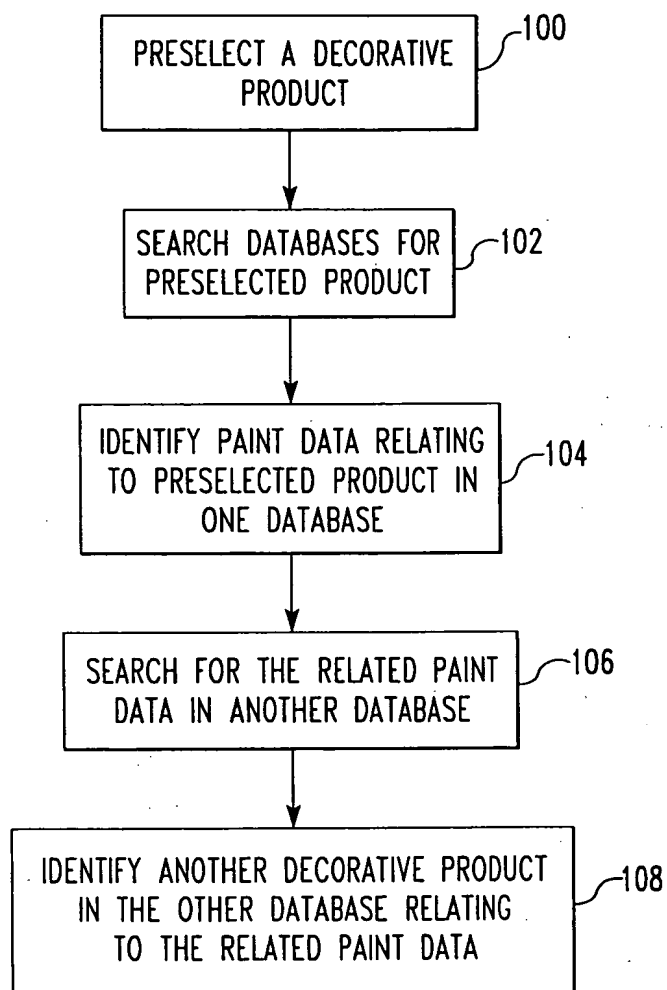 PRESELECT A DECORATIVE
PRODUCT
100
SEARCH DATABASES FOR
PRESELECTED PRODUCT
102
IDENTIFY PAINT DATA RELATING
TO PRESELECTED PRODUCT IN
ONE DATABASE
104
SEARCH FOR THE RELATED PAINT
DATA IN ANOTHER DATABASE
106
IDENTIFY ANOTHER DECORATIVE PRODUCT
IN THE OTHER DATABASE RELATING
TO THE RELATED PAINT DATA
108